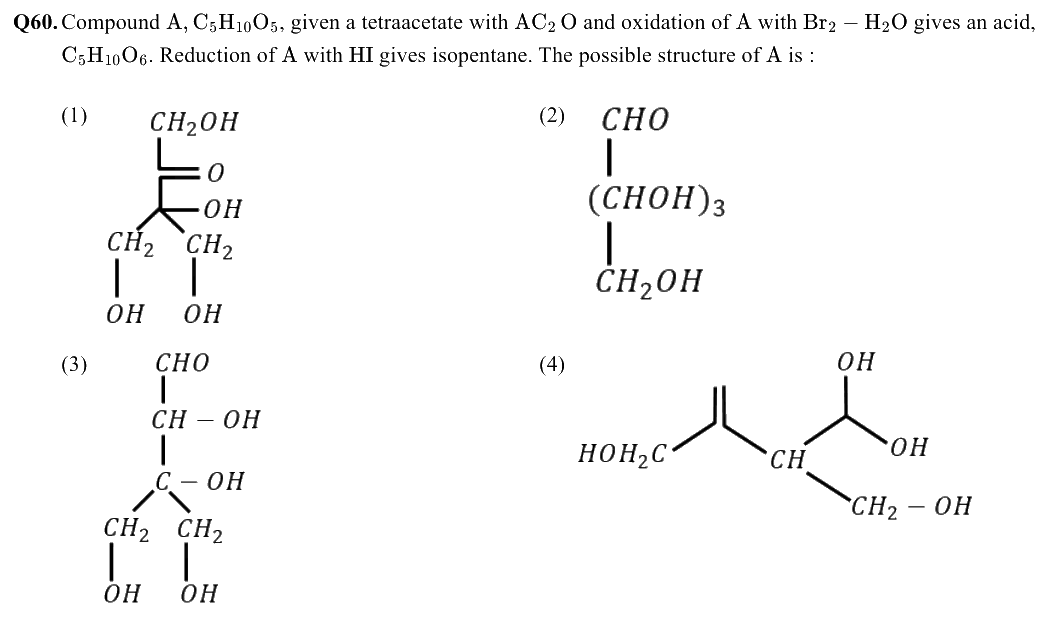 Q60. Compound A, C₅H₁₀O₅, given a tetraacetate with AC₂ O and oxidation of A with Br₂ − H₂O gives an acid,
C₅H₁₀O₆. Reduction of A with HI gives isopentane. The possible structure of A is :
(1)
CH₂OH
O
OH
CH₂ CH₂
OH OH
(2)
CHO
(CHOH)₃
CH₂OH
(3)
CHO
CH − OH
C − OH
CH₂ CH₂
OH OH
(4)
OH
HOH₂C
CH
OH
CH₂ − OH